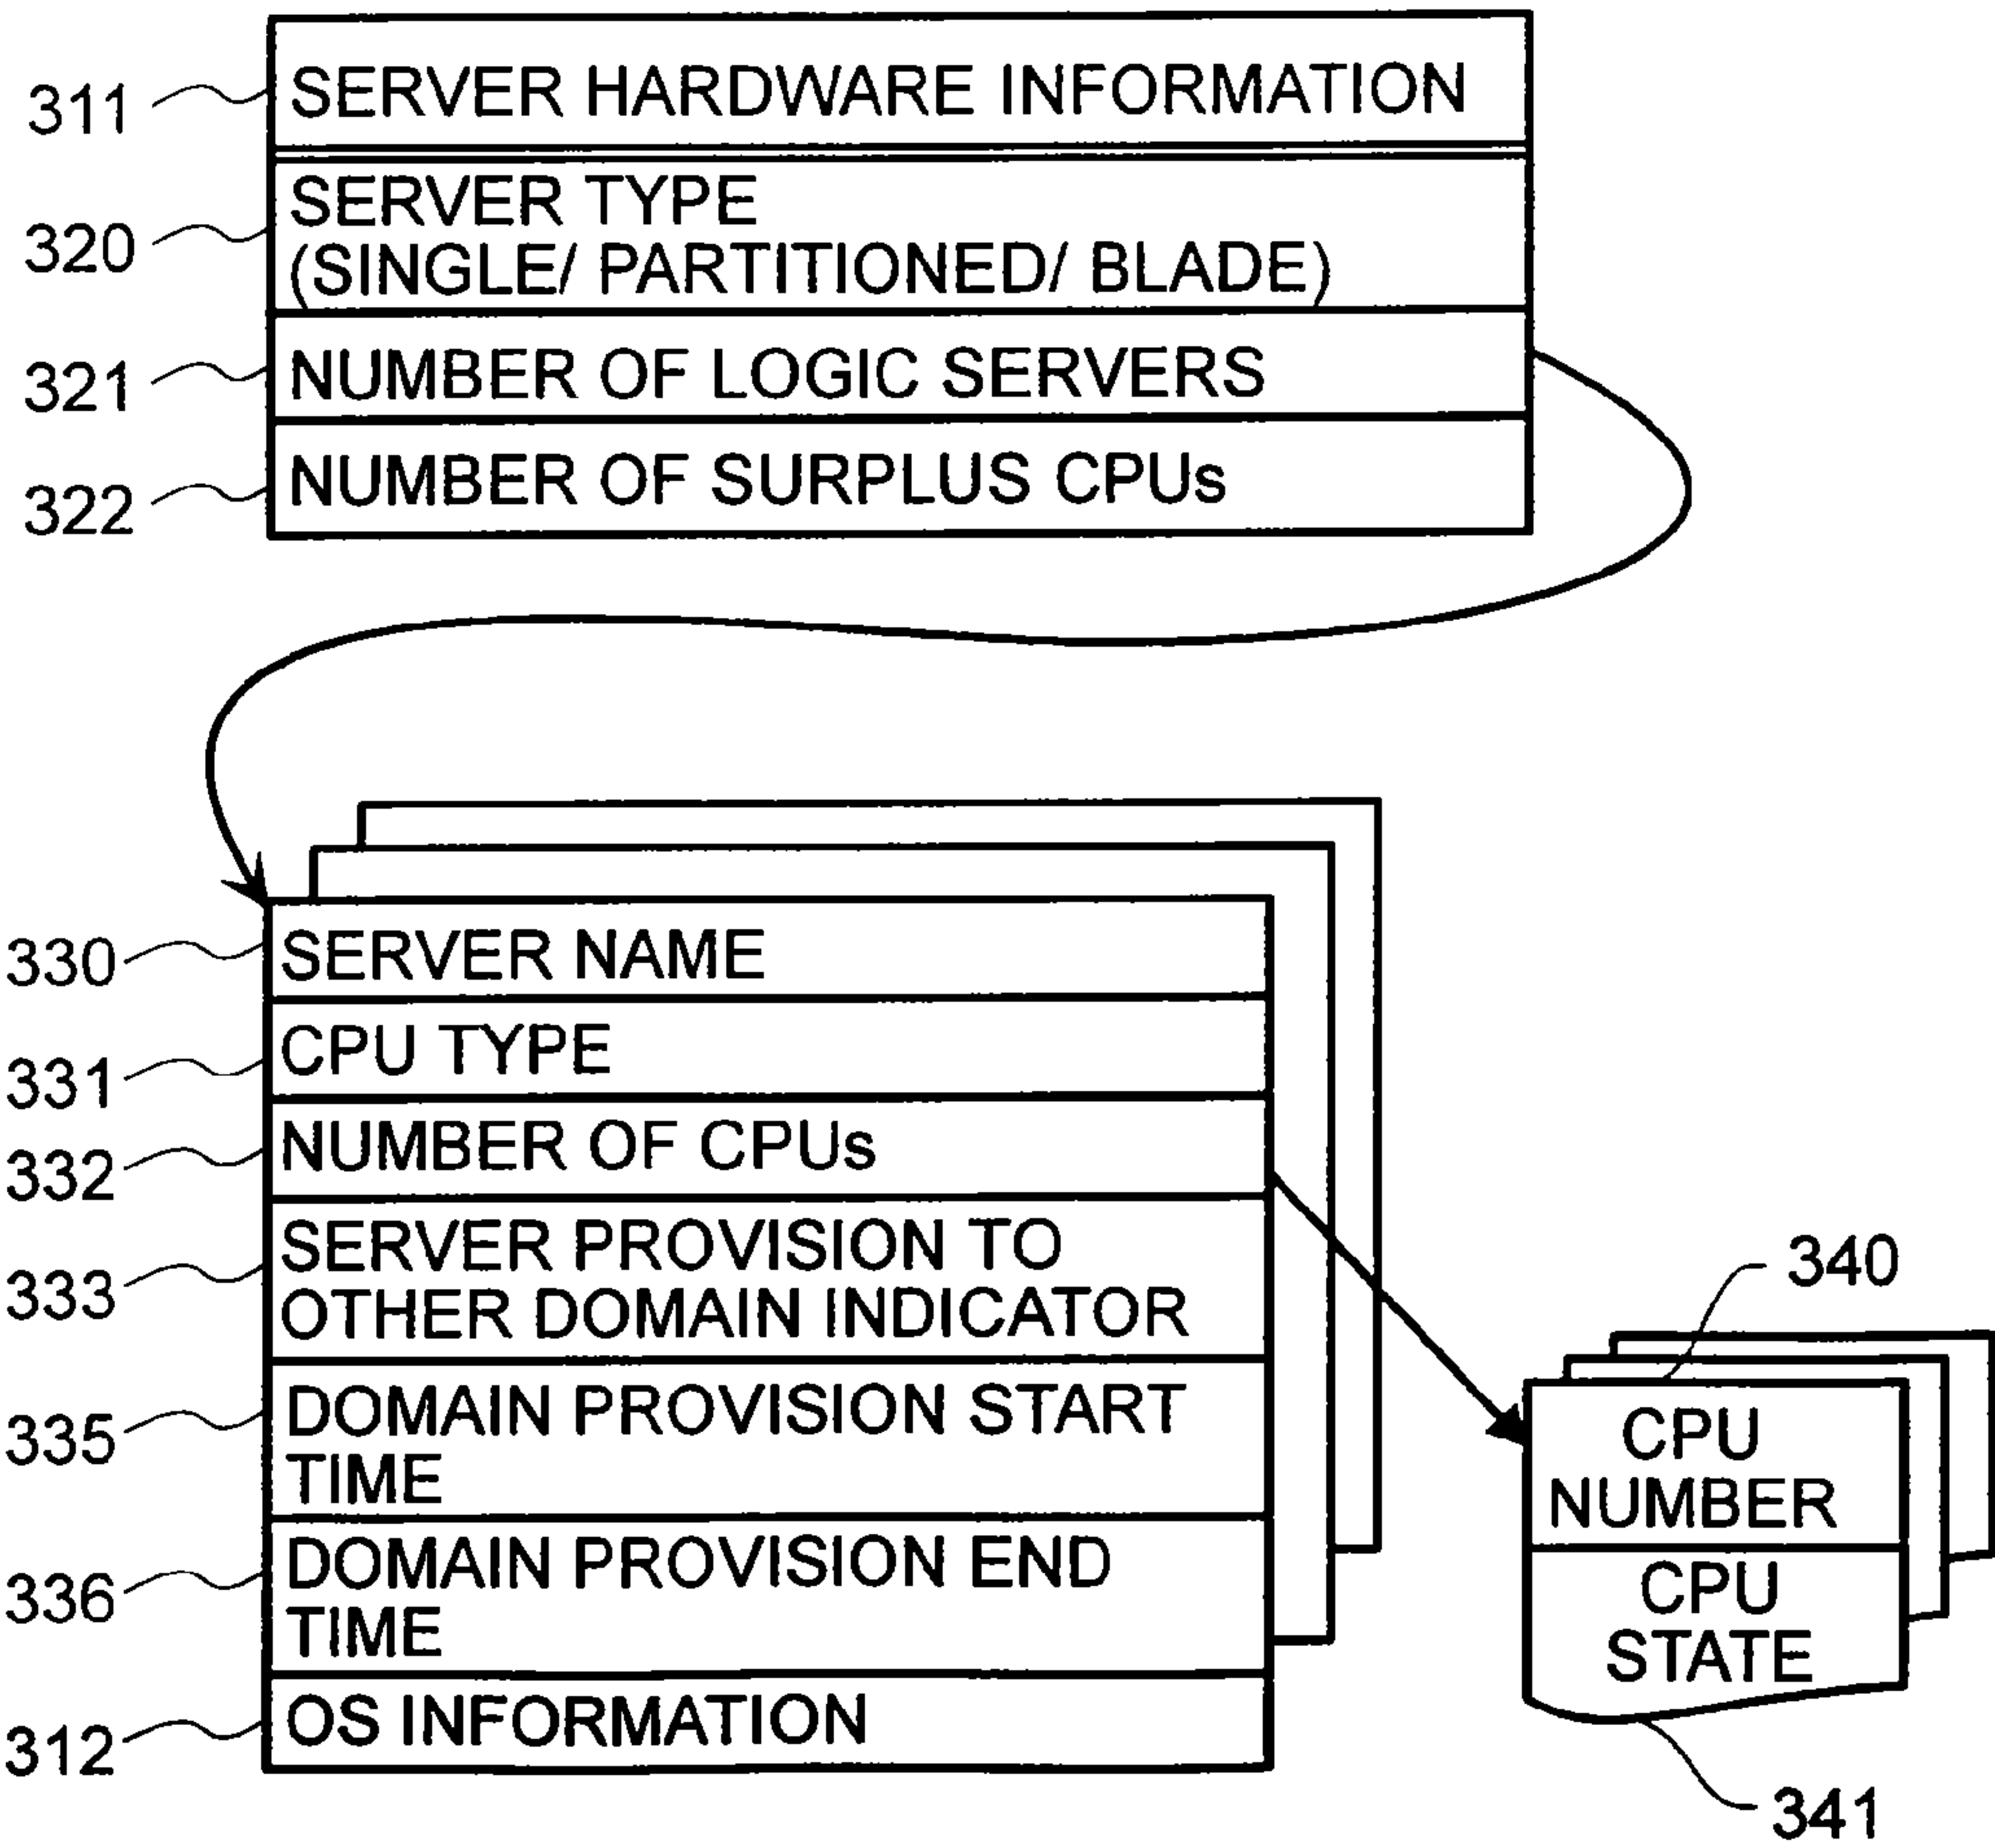 311 SERVER HARDWARE INFORMATION
320 SERVER TYPE
(SINGLE/ PARTITIONED/ BLADE)
321 NUMBER OF LOGIC SERVERS
322 NUMBER OF SURPLUS CPUs
330 SERVER NAME
331 CPU TYPE
332 NUMBER OF CPUs
333 SERVER PROVISION TO
OTHER DOMAIN INDICATOR
335 DOMAIN PROVISION START
TIME
336 DOMAIN PROVISION END
TIME
312 OS INFORMATION
340
CPU
NUMBER
CPU
STATE
341